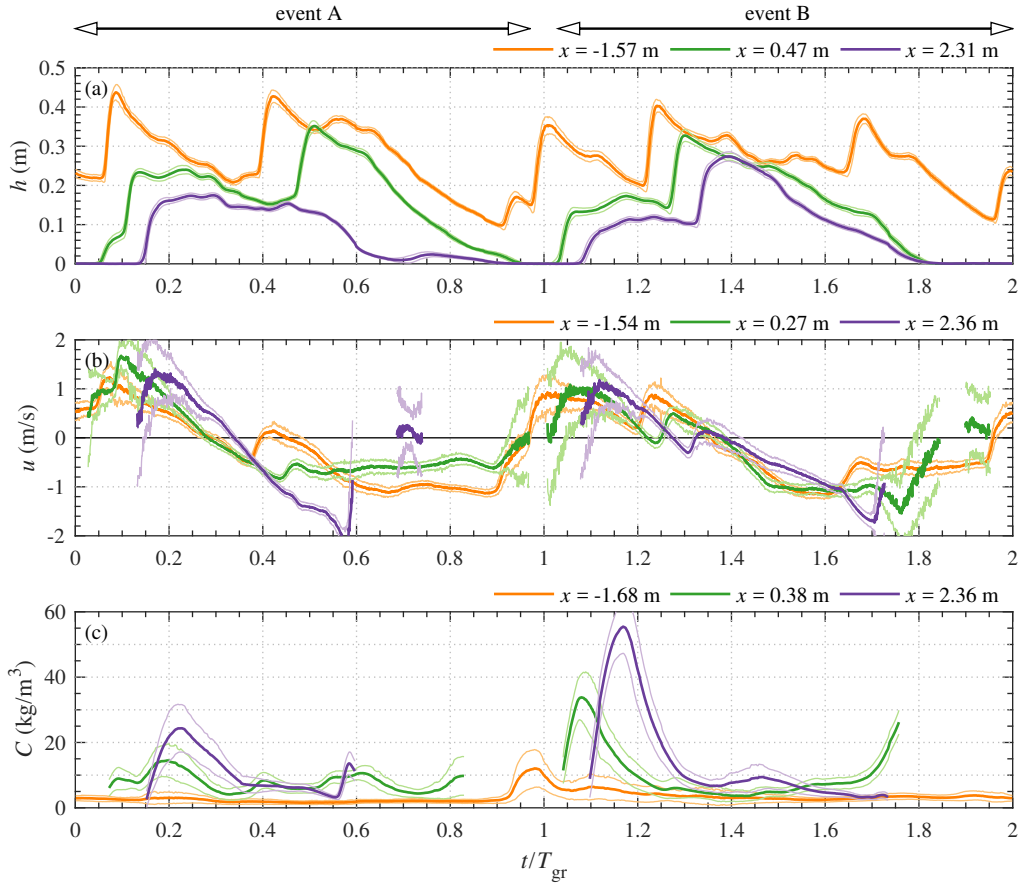 event A event B
x = -1.57 m x = 0.47 m x = 2.31 m
(a)
h (m)
0.5
0.4
0.3
0.2
0.1
0
0 0.2 0.4 0.6 0.8 1 1.2 1.4 1.6 1.8 2
x = -1.54 m x = 0.27 m x = 2.36 m
(b)
u (m/s)
2
1
0
-1
-2
0 0.2 0.4 0.6 0.8 1 1.2 1.4 1.6 1.8 2
x = -1.68 m x = 0.38 m x = 2.36 m
(c)
C (kg/m³)
60
40
20
0
0 0.2 0.4 0.6 0.8 1 1.2 1.4 1.6 1.8 2
t/T_gr